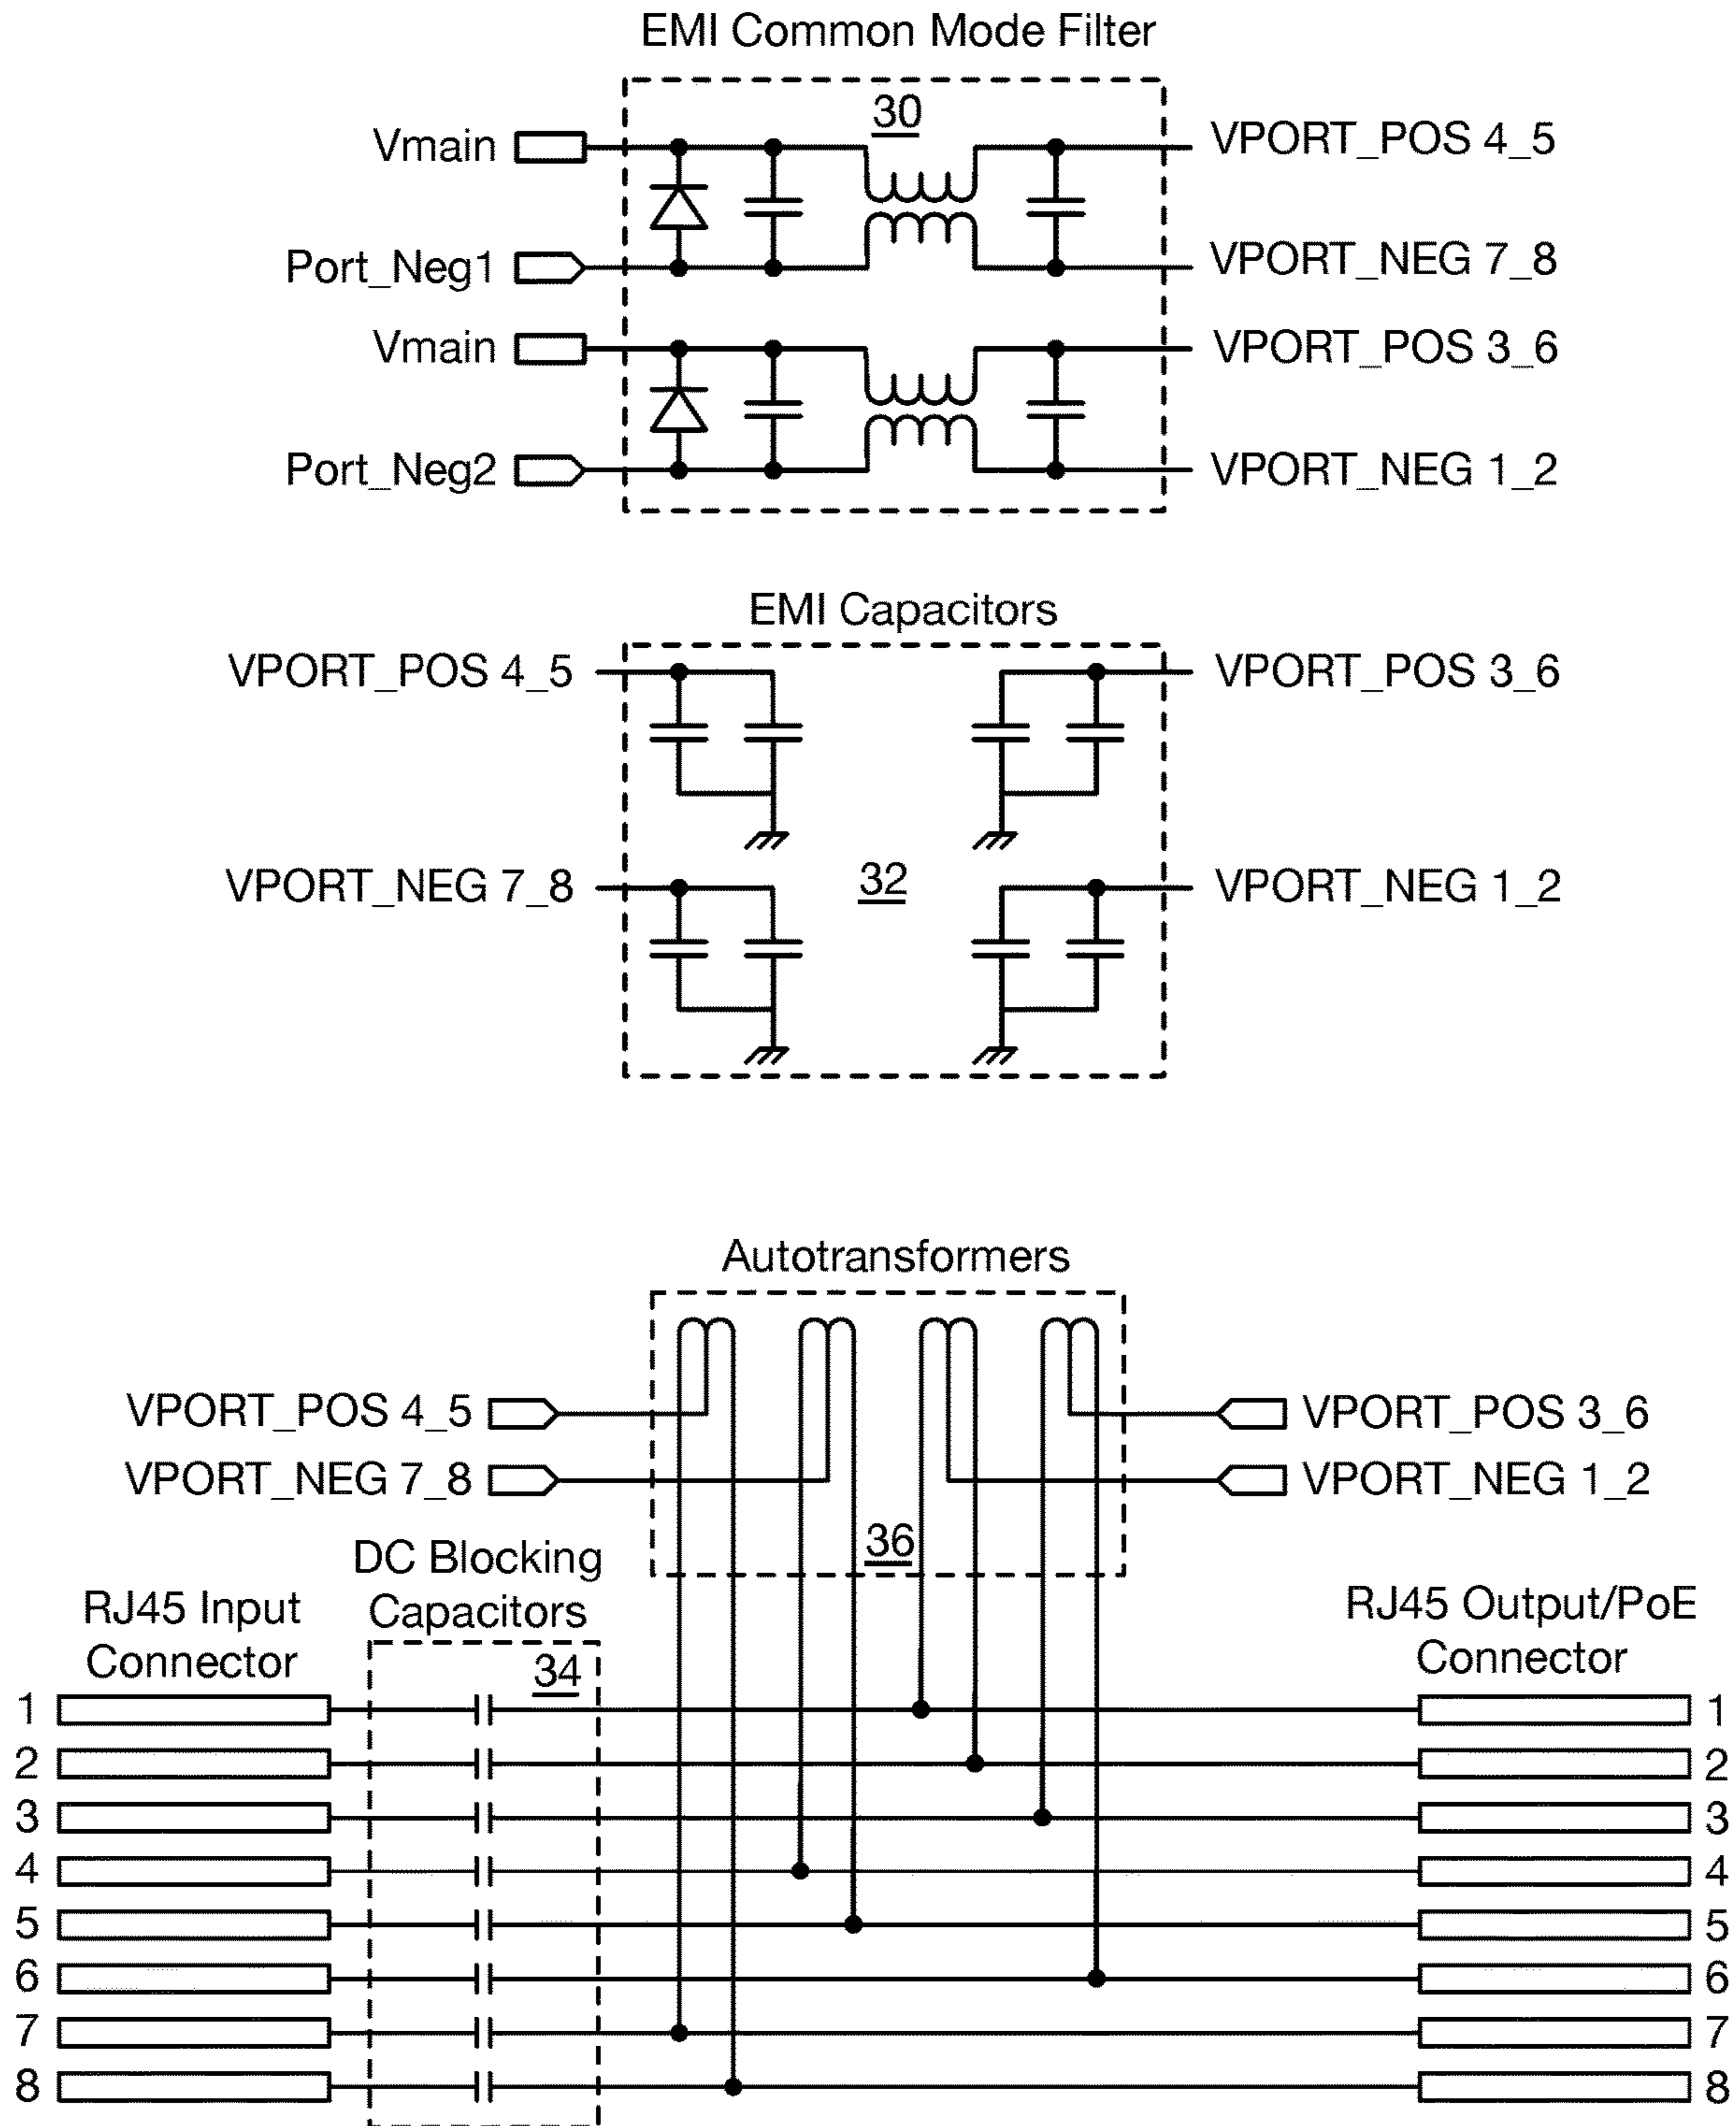 EMI Common Mode Filter
30
Vmain
VPORT_POS 4_5
Port_Neg1
VPORT_NEG 7_8
Vmain
VPORT_POS 3_6
Port_Neg2
VPORT_NEG 1_2
EMI Capacitors
VPORT_POS 4_5
VPORT_POS 3_6
VPORT_NEG 7_8
32
VPORT_NEG 1_2
Autotransformers
VPORT_POS 4_5
VPORT_POS 3_6
VPORT_NEG 7_8
VPORT_NEG 1_2
36
DC Blocking
Capacitors
RJ45 Input
Connector
RJ45 Output/PoE
Connector
34
1
1
2
2
3
3
4
4
5
5
6
6
7
7
8
8